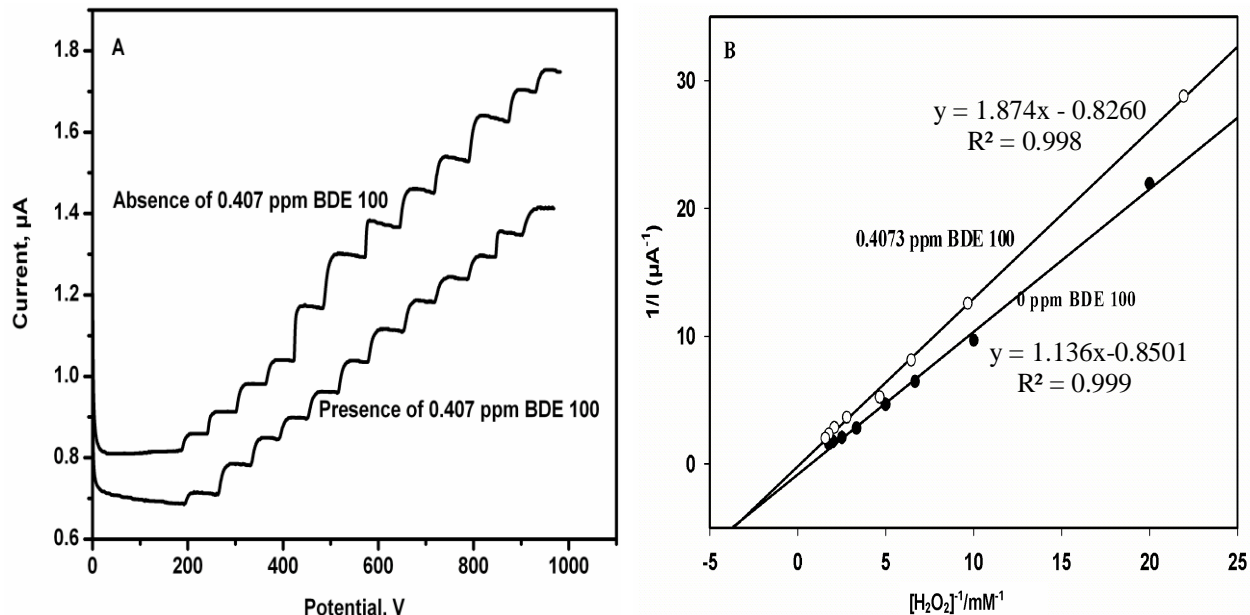 A
1.8
1.6
1.4
1.2
1.0
0.8
0.6
Current, µA
Absence of 0.407 ppm BDE 100
Presence of 0.407 ppm BDE 100
0
200
400
600
800
1000
Potential, V
B
30
20
10
0
1/I (µA⁻¹)
y = 1.874x - 0.8260
R² = 0.998
0.4073 ppm BDE 100
0 ppm BDE 100
y = 1.136x-0.8501
R² = 0.999
-5
0
5
10
15
20
25
[H₂O₂]⁻¹/mM⁻¹